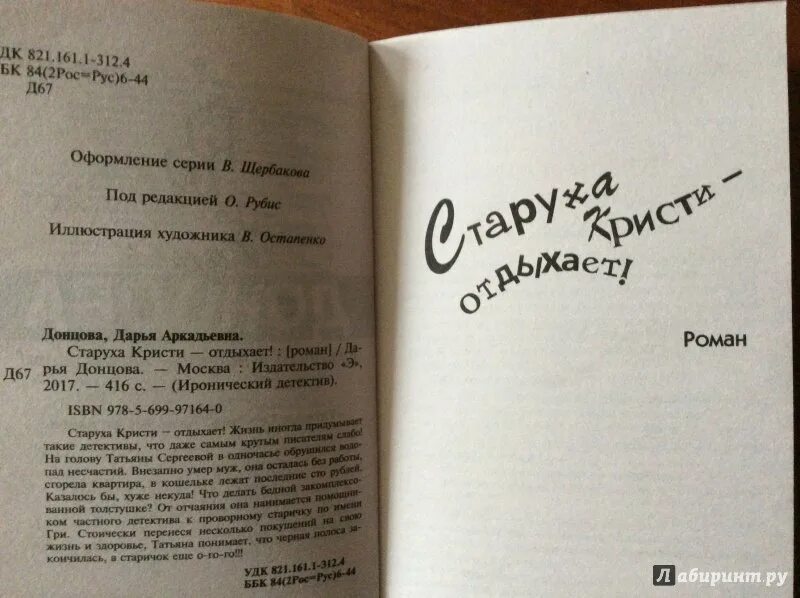 ДК 821.161.1-312.4
БК 84(2Рос=Рус)6-44
Д67
Оформление серии В. Щербакова
Под редакцией О. Рубис
Иллюстрация художника В. Остапенко
Донцова, Дарья Аркадьевна.
Старуха Кристи — отдыхает! : [роман] / Да-
Д67 рья Донцова. — Москва : Издательство «Э»,
2017. — 416 с. — (Иронический детектив).
ISBN 978-5-699-97164-0
Старуха Кристи — отдыхает! Жизнь иногда придумывает
такие детективы, что даже самым крутым писателям слабо!
На голову Татьяны Сергеевой в одночасье обрушился водо-
пад несчастий. Внезапно умер муж, она осталась без работы,
сгорела квартира, в кошельке лежат последние сто рублей.
Казалось бы, хуже некуда! Что делать бедной закомплексо-
ванной толстушке? От отчаяния она нанимается помощни-
ком частного детектива к проворному старичку по имени
Гри. Стоически перенеся несколько покушений на свою
жизнь и здоровье, Татьяна понимает, что черная полоса за-
кончилась, а старичок еще о-го-го!!!
УДК 821.161.1-312.4
ББК 84(2Рос=Рус)6-44
Старуха
Кристи –
отдыхает!
Роман
Лабиринт.ру